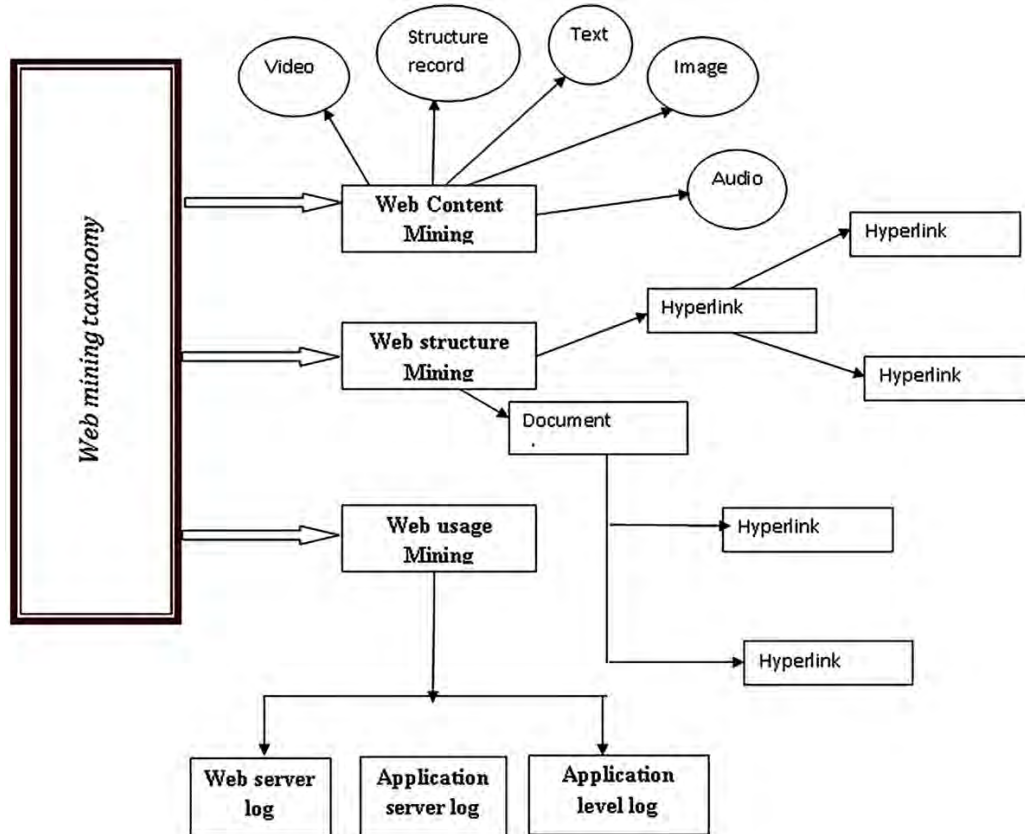 Web mining taxonomy
Video
Structure
record
Text
Image
Audio
Web Content
Mining
Hyperlink
Hyperlink
Hyperlink
Web structure
Mining
Document
Web usage
Mining
Hyperlink
Hyperlink
Web server
log
Application
server log
Application
level log